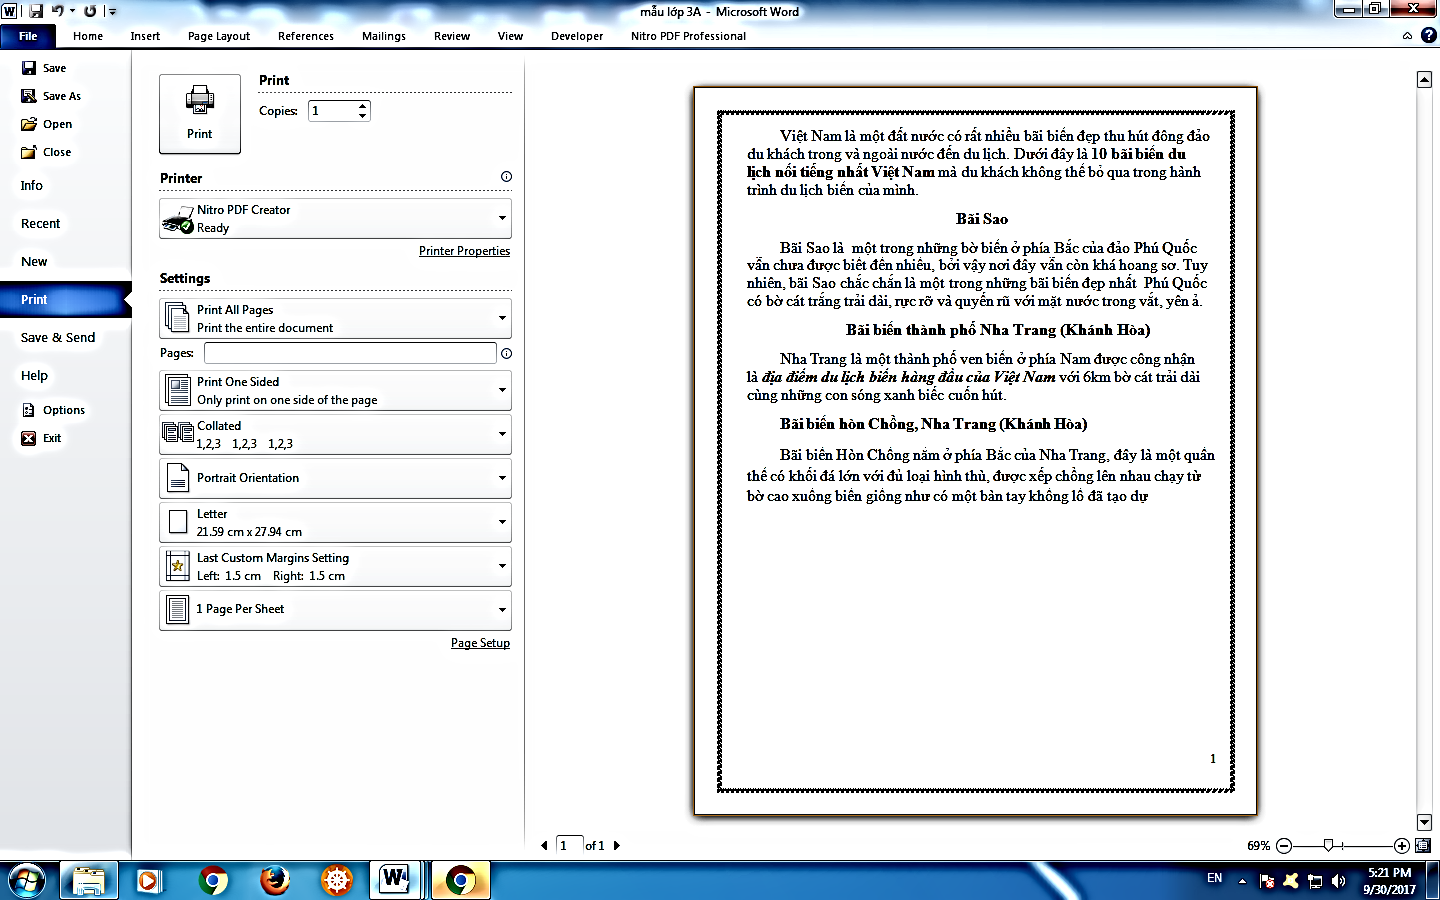 mẫu lớp 3A - Microsoft Word
File Home Insert Page Layout References Mailings Review View Developer Nitro PDF Professional
Save
Save As
Open
Close
Info
Recent
New
Print
Save & Send
Help
Options
Exit
Print
Print
Copies: 1
Printer
Nitro PDF Creator
Ready
Printer Properties
Settings
Print All Pages
Print the entire document
Pages:
Print One Sided
Only print on one side of the page
Collated
1,2,3 1,2,3 1,2,3
Portrait Orientation
Letter
21.59 cm x 27.94 cm
Last Custom Margins Setting
Left: 1.5 cm Right: 1.5 cm
1 Page Per Sheet
Page Setup
Việt Nam là một đất nước có rất nhiều bãi biển đẹp thu hút đông đảo
du khách trong và ngoài nước đến du lịch. Dưới đây là 10 bãi biển du
lịch nổi tiếng nhất Việt Nam mà du khách không thể bỏ qua trong hành
trình du lịch biển của mình.
Bãi Sao
Bãi Sao là một trong những bờ biển ở phía Bắc của đảo Phú Quốc
vẫn chưa được biết đến nhiều, bởi vậy nơi đây vẫn còn khá hoang sơ. Tuy
nhiên, bãi Sao chắc chắn là một trong những bãi biển đẹp nhất Phú Quốc
có bờ cát trắng trải dài, rực rỡ và quyến rũ với mặt nước trong vắt, yên ả.
Bãi biển thành phố Nha Trang (Khánh Hòa)
Nha Trang là một thành phố ven biển ở phía Nam được công nhận
là địa điểm du lịch biển hàng đầu của Việt Nam với 6km bờ cát trải dài
cùng những con sóng xanh biếc cuốn hút.
Bãi biển hòn Chồng, Nha Trang (Khánh Hòa)
Bãi biển Hòn Chồng nằm ở phía Bắc của Nha Trang, đây là một quần
thể có khối đá lớn với đủ loại hình thù, được xếp chồng lên nhau chạy từ
bờ cao xuống biển giống như có một bàn tay khổng lồ đã tạo dự
1
1 of 1
69%
EN
5:21 PM
9/30/2017